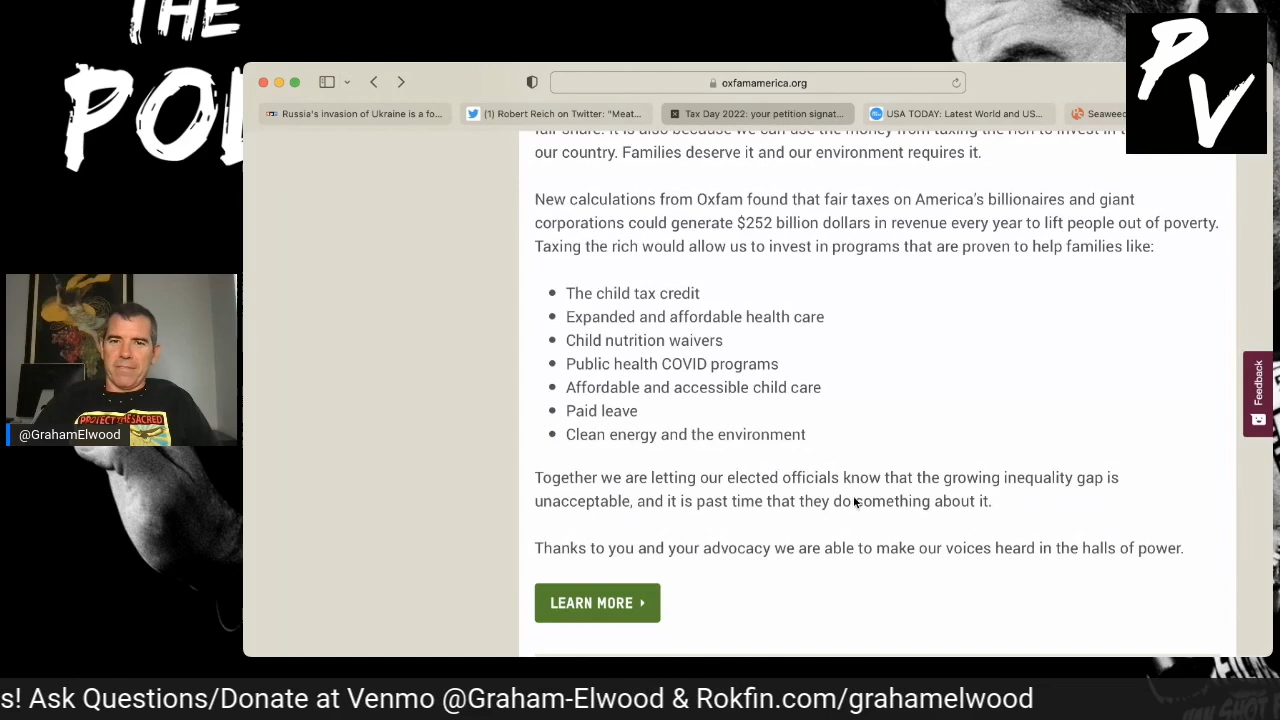 THE
PV
oxfamamerica.org
Russia's invasion of Ukraine is a fo...
(1) Robert Reich on Twitter: "Meat...
Tax Day 2022: your petition signat...
USA TODAY: Latest World and US...
Seaweed
our country. Families deserve it and our environment requires it.
New calculations from Oxfam found that fair taxes on America's billionaires and giant
corporations could generate $252 billion dollars in revenue every year to lift people out of poverty.
Taxing the rich would allow us to invest in programs that are proven to help families like:
The child tax credit
Expanded and affordable health care
Child nutrition waivers
Public health COVID programs
Affordable and accessible child care
Paid leave
Clean energy and the environment
Together we are letting our elected officials know that the growing inequality gap is
unacceptable, and it is past time that they do something about it.
Thanks to you and your advocacy we are able to make our voices heard in the halls of power.
LEARN MORE
Feedback
PROTECT THE SACRED
@GrahamElwood
s! Ask Questions/Donate at Venmo @Graham-Elwood & Rokfin.com/grahamelwood